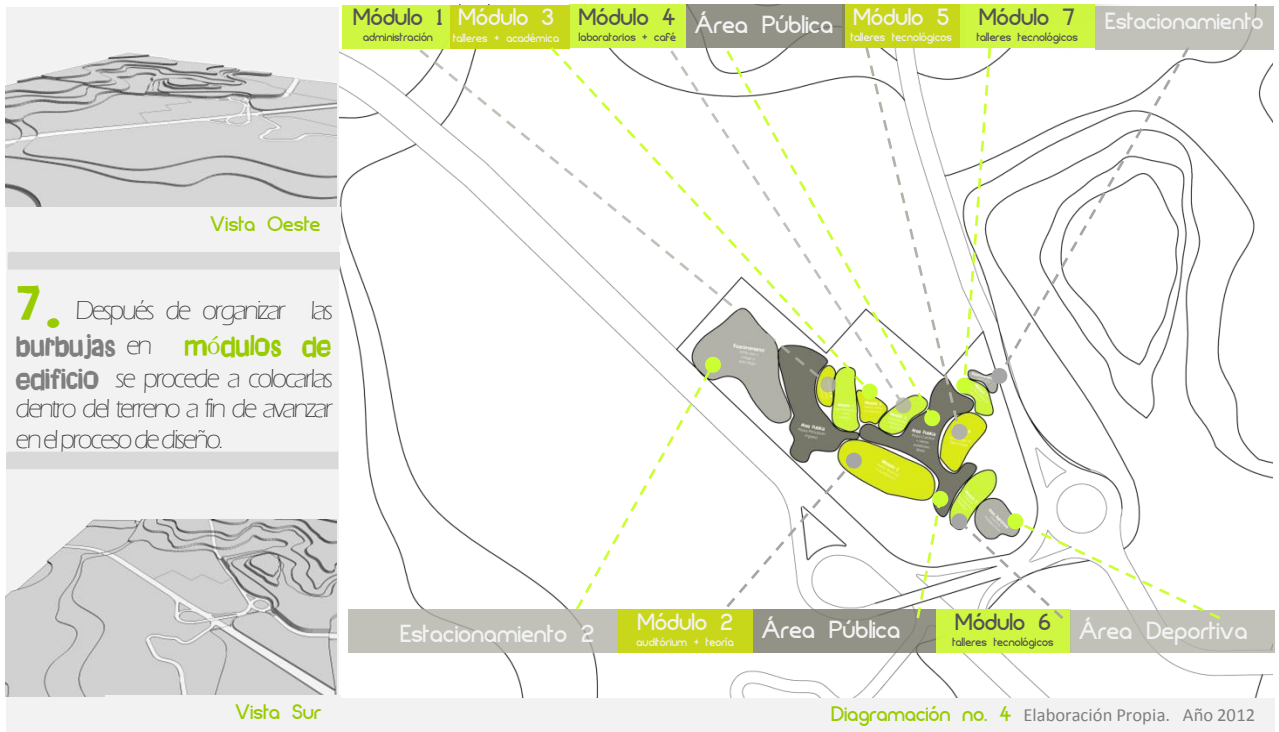 Módulo 1
administración
Módulo 3
talleres + académica
Módulo 4
laboratorios + café
Área Pública
Módulo 5
talleres tecnológicos
Módulo 7
talleres tecnológicos
Estacionamiento
Vista Oeste
7. Después de organizar las
burbujas en módulos de
edificio se procede a colocarlas
dentro del terreno a fin de avanzar
en el proceso de diseño.
Vista Sur
Estacionamiento 2
Módulo 2
auditórium + teoría
Área Pública
Módulo 6
talleres tecnológicos
Área Deportiva
Diagramación no. 4 Elaboración Propia. Año 2012